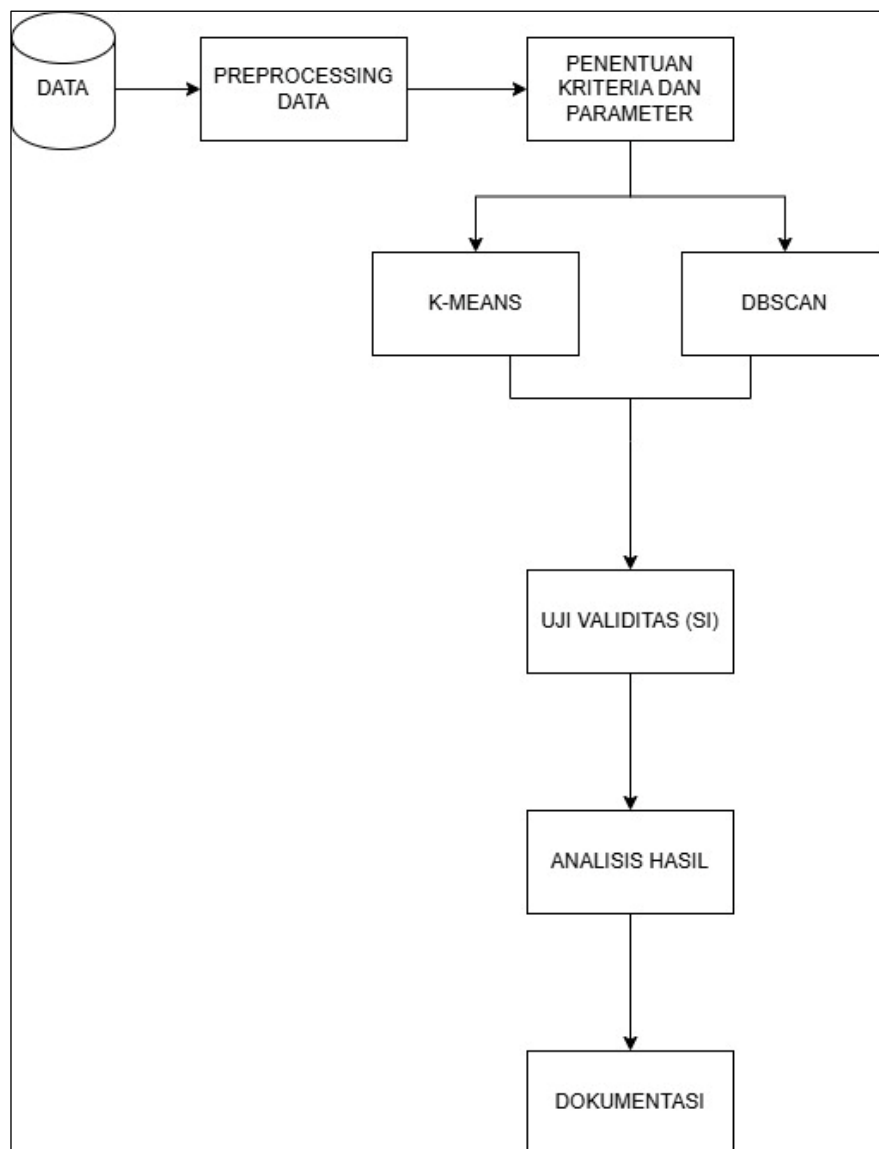 DATA
PREPROCESSING
DATA
PENENTUAN
KRITERIA DAN
PARAMETER
K-MEANS
DBSCAN
UJI VALIDITAS (SI)
ANALISIS HASIL
DOKUMENTASI